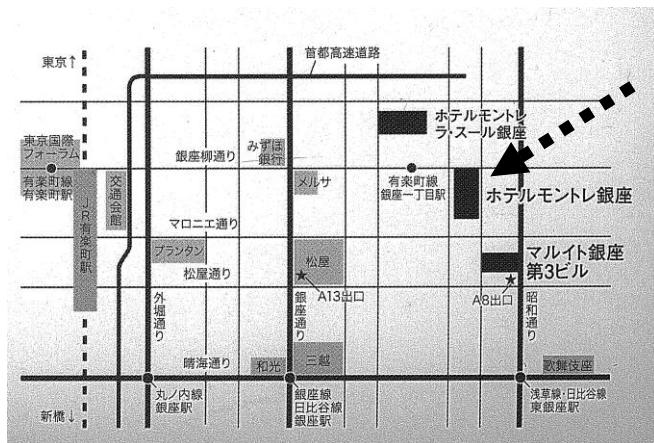 首都高速道路
東京↑
ホテルモントレ
ラ・スール銀座
東京国際
フォーラム
みずほ
銀行
銀座柳通り
有楽町線
有楽町駅
交通会館
メルサ
有楽町線
銀座一丁目駅
ホテルモントレ銀座
JR有楽町駅
マロニエ通り
プランタン
松屋
マルイト銀座
第3ビル
松屋通り
A13出口
A8出口
外堀通り
銀座通り
昭和通り
晴海通り
和光
三越
歌舞伎座
新橋↓
丸ノ内線
銀座駅
銀座線
日比谷線
銀座駅
浅草線・日比谷線
東銀座駅